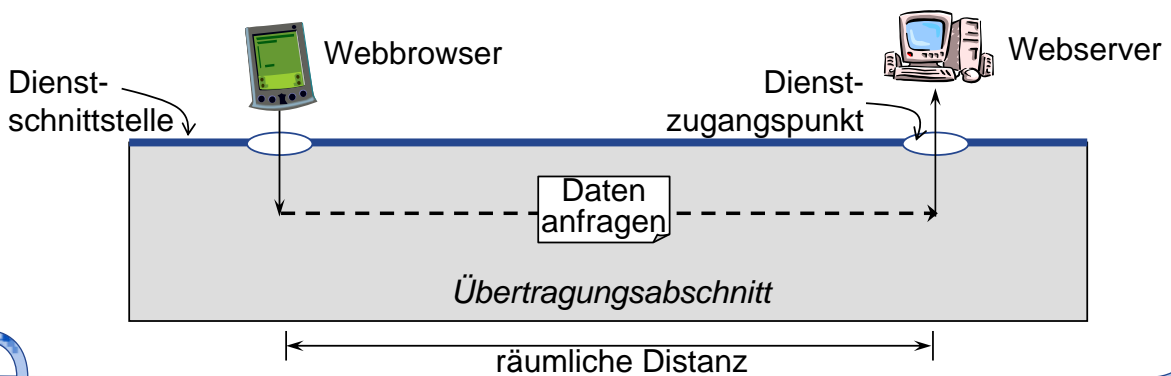 Webbrowser
Webserver
Dienst-
schnittstelle
Dienst-
zugangspunkt
Daten
anfragen
Übertragungsabschnitt
räumliche Distanz